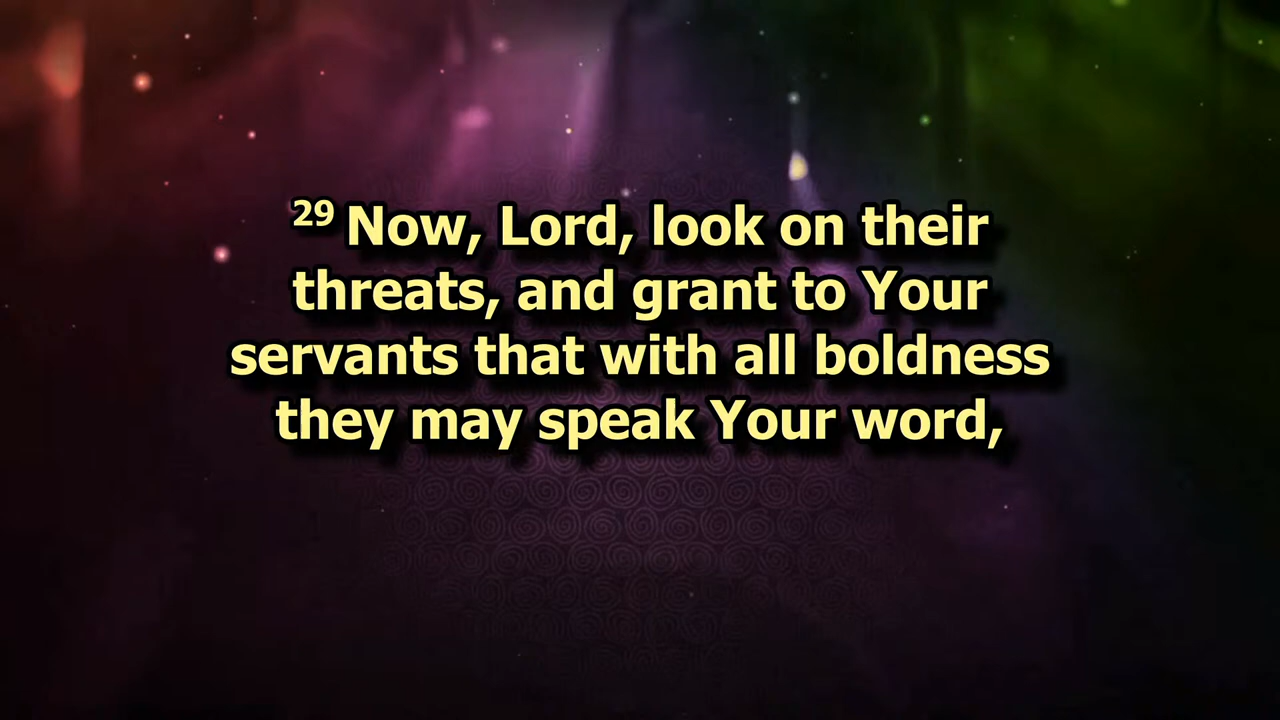 29 Now, Lord, look on their
threats, and grant to Your
servants that with all boldness
they may speak Your word,